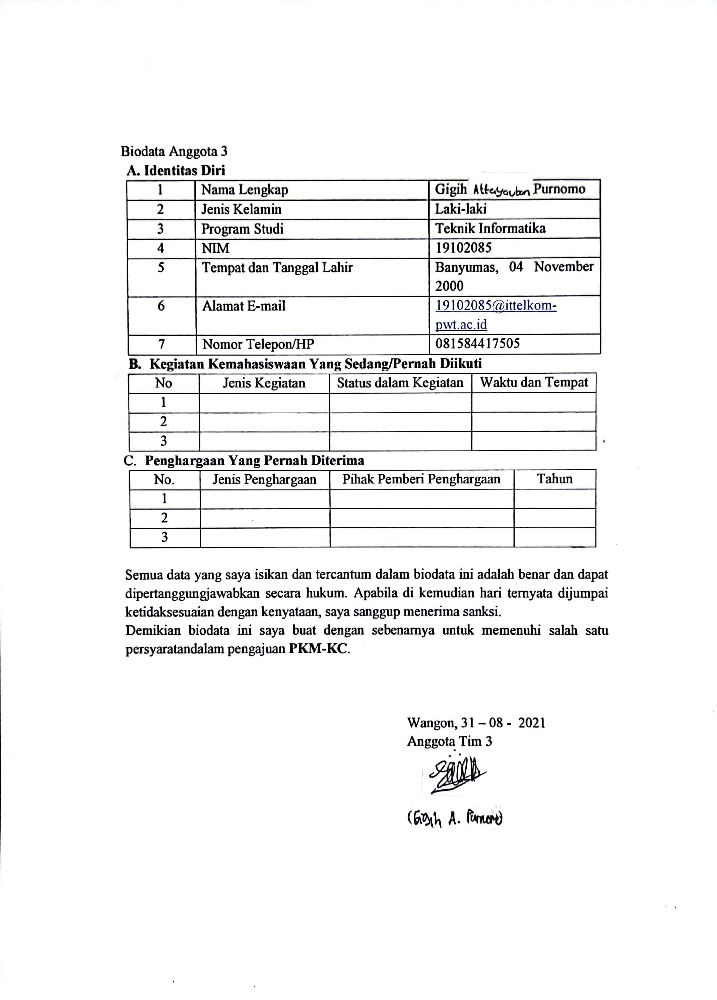 Biodata Anggota 3
A. Identitas Diri
1 Nama Lengkap Gigih Purnomo
2 Jenis Kelamin Laki-laki
3 Program Studi Teknik Informatika
4 NIM 19102085
5 Tempat dan Tanggal Lahir Banyumas, 04 November
2000
6 Alamat E-mail 19102085@ittelkom-
pwt.ac.id
7 Nomor Telepon/HP 081584417505
B. Kegiatan Kemahasiswaan Yang Sedang/Pernah Diikuti
No Jenis Kegiatan Status dalam Kegiatan Waktu dan Tempat
1
2
3
C. Penghargaan Yang Pernah Diterima
No. Jenis Penghargaan Pihak Pemberi Penghargaan Tahun
1
2
3
Semua data yang saya isikan dan tercantum dalam biodata ini adalah benar dan dapat
dipertanggungjawabkan secara hukum. Apabila di kemudian hari ternyata dijumpai
ketidaksesuaian dengan kenyataan, saya sanggup menerima sanksi.
Demikian biodata ini saya buat dengan sebenarnya untuk memenuhi salah satu
persyaratandalam pengajuan PKM-KC.
Wangon, 31 – 08 - 2021
Anggota Tim 3
(Gigih A. Purnomo)